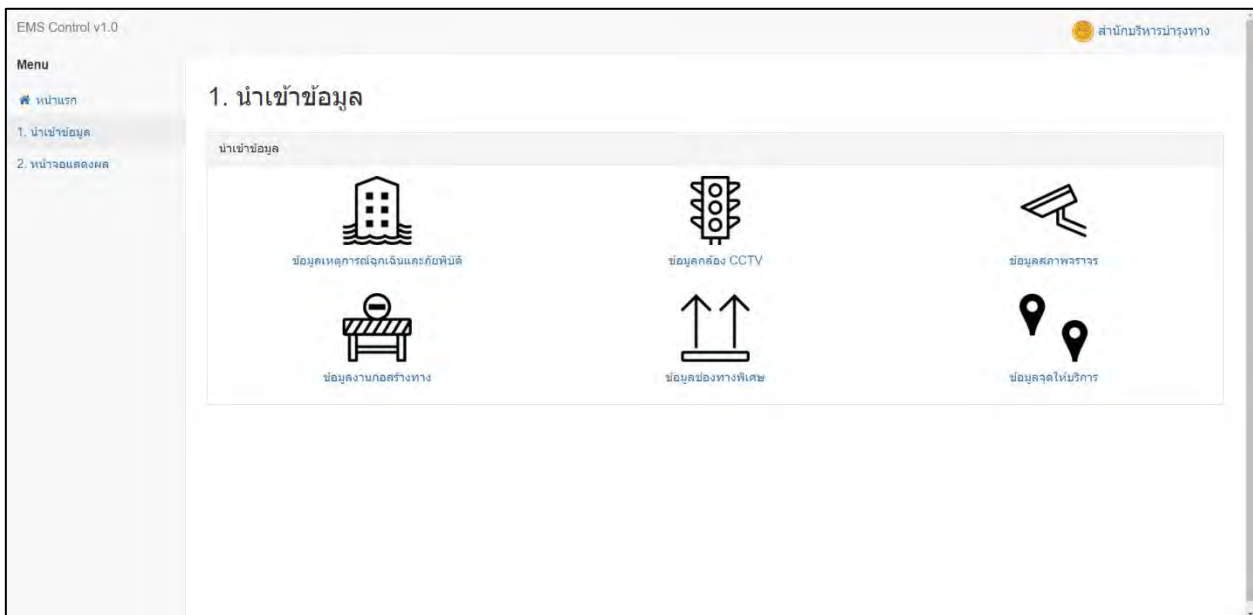 EMS Control v1.0
สำนักบริหารบำรุงทาง
Menu
หน้าแรก
1. นำเข้าข้อมูล
2. หน้าจอแสดงผล
1. นำเข้าข้อมูล
นำเข้าข้อมูล
ข้อมูลเหตุการณ์ฉุกเฉินและภัยพิบัติ
ข้อมูลกล้อง CCTV
ข้อมูลสภาพจราจร
ข้อมูลงานก่อสร้างทาง
ข้อมูลช่องทางพิเศษ
ข้อมูลจุดให้บริการ